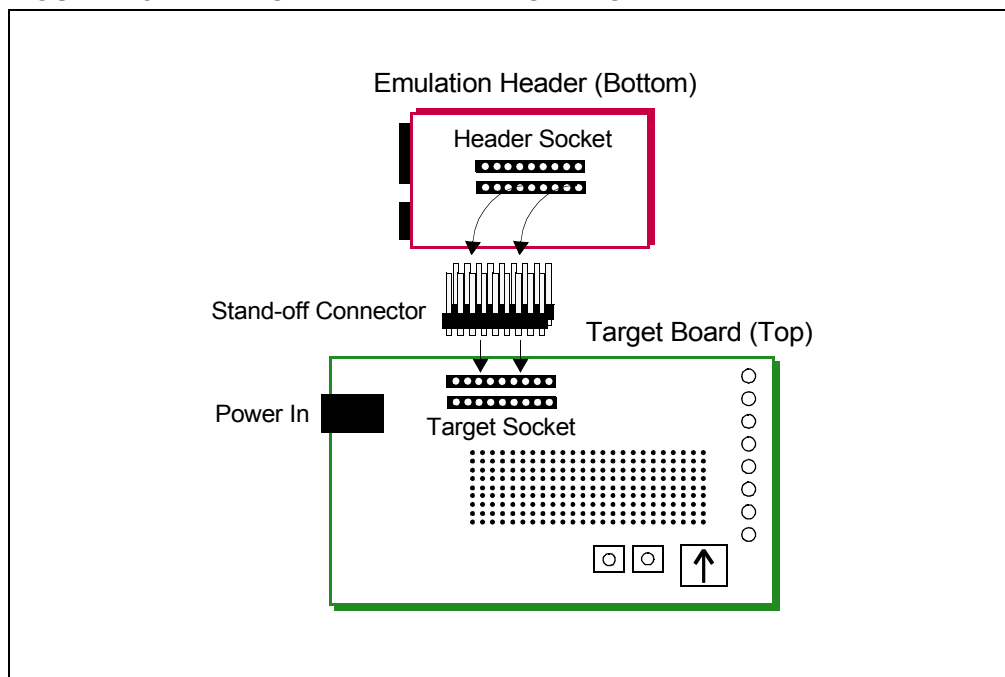 Emulation Header (Bottom)
Header Socket
Stand-off Connector
Target Board (Top)
Power In
Target Socket